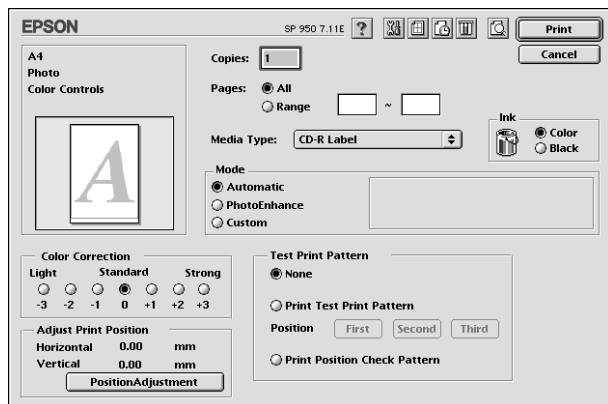 EPSON
SP 950 7.11E
?
Print
Cancel
A4
Photo
Color Controls
A
Copies: 1
Pages: All
Range ~
Media Type: CD-R Label
Ink
Color
Black
Mode
Automatic
PhotoEnhance
Custom
Color Correction
Light Standard Strong
-3 -2 -1 0 +1 +2 +3
Adjust Print Position
Horizontal 0.00 mm
Vertical 0.00 mm
PositionAdjustment
Test Print Pattern
None
Print Test Print Pattern
Position First Second Third
Print Position Check Pattern